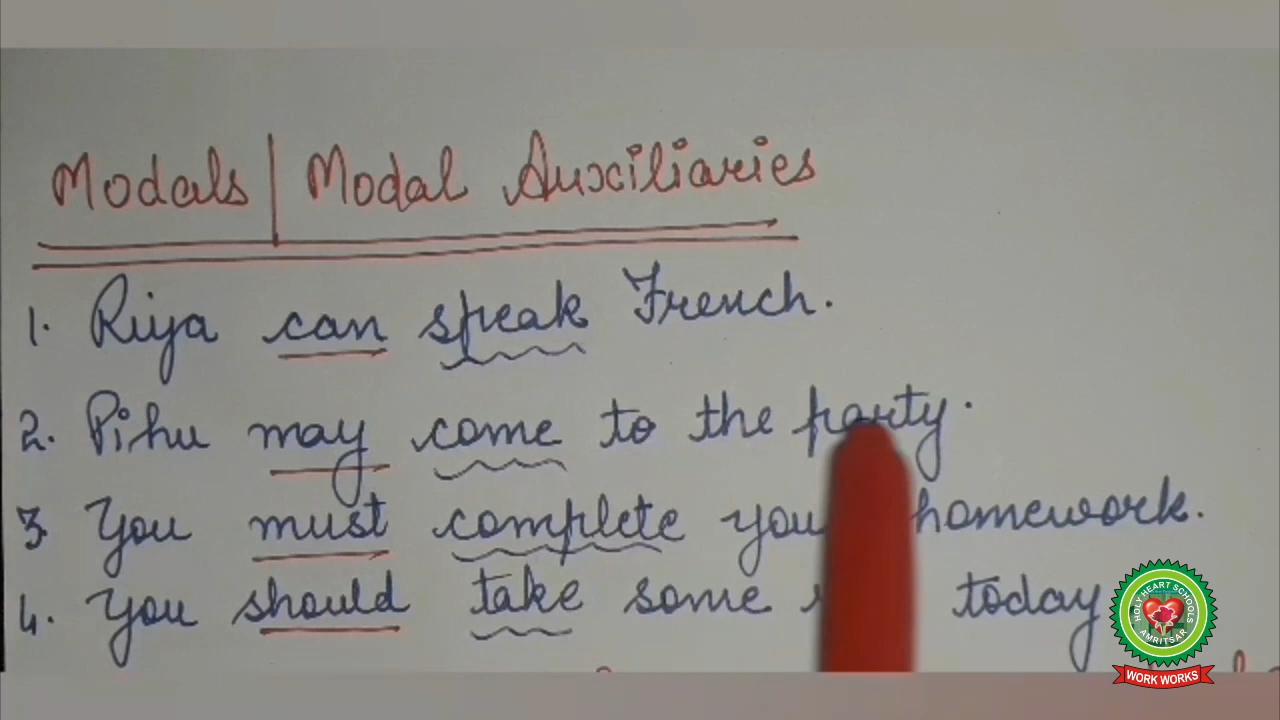 Modals | Modal Auxiliaries
1. Riya can speak French.
2. Pihu may come to the party.
3. You must complete you homework.
4. You should take some today
HOLY HEART SCHOOLS
AMRITSAR
WORK WORKS